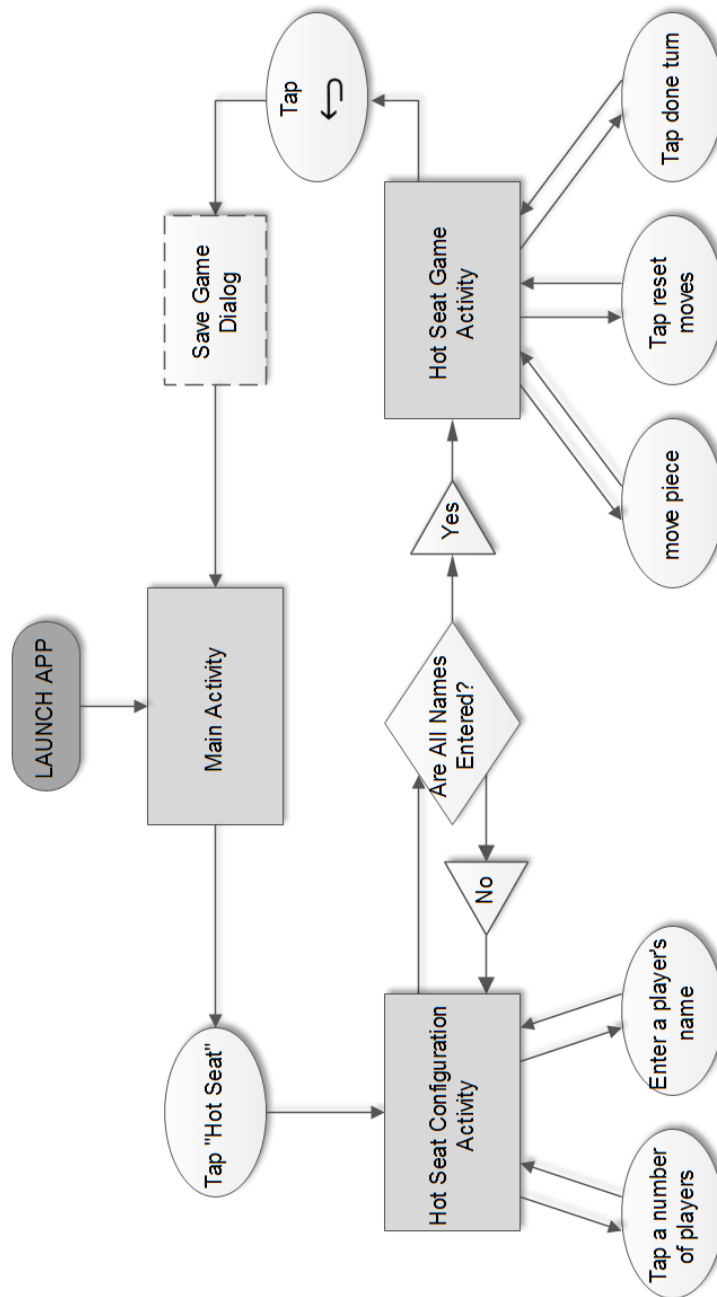 LAUNCH APP
Tap "Hot Seat"
Main Activity
Save Game
Dialog
Tap
Hot Seat Configuration
Activity
No
Are All Names
Entered?
Yes
Hot Seat Game
Activity
Tap a number
of players
Enter a player's
name
move piece
Tap reset
moves
Tap done turn